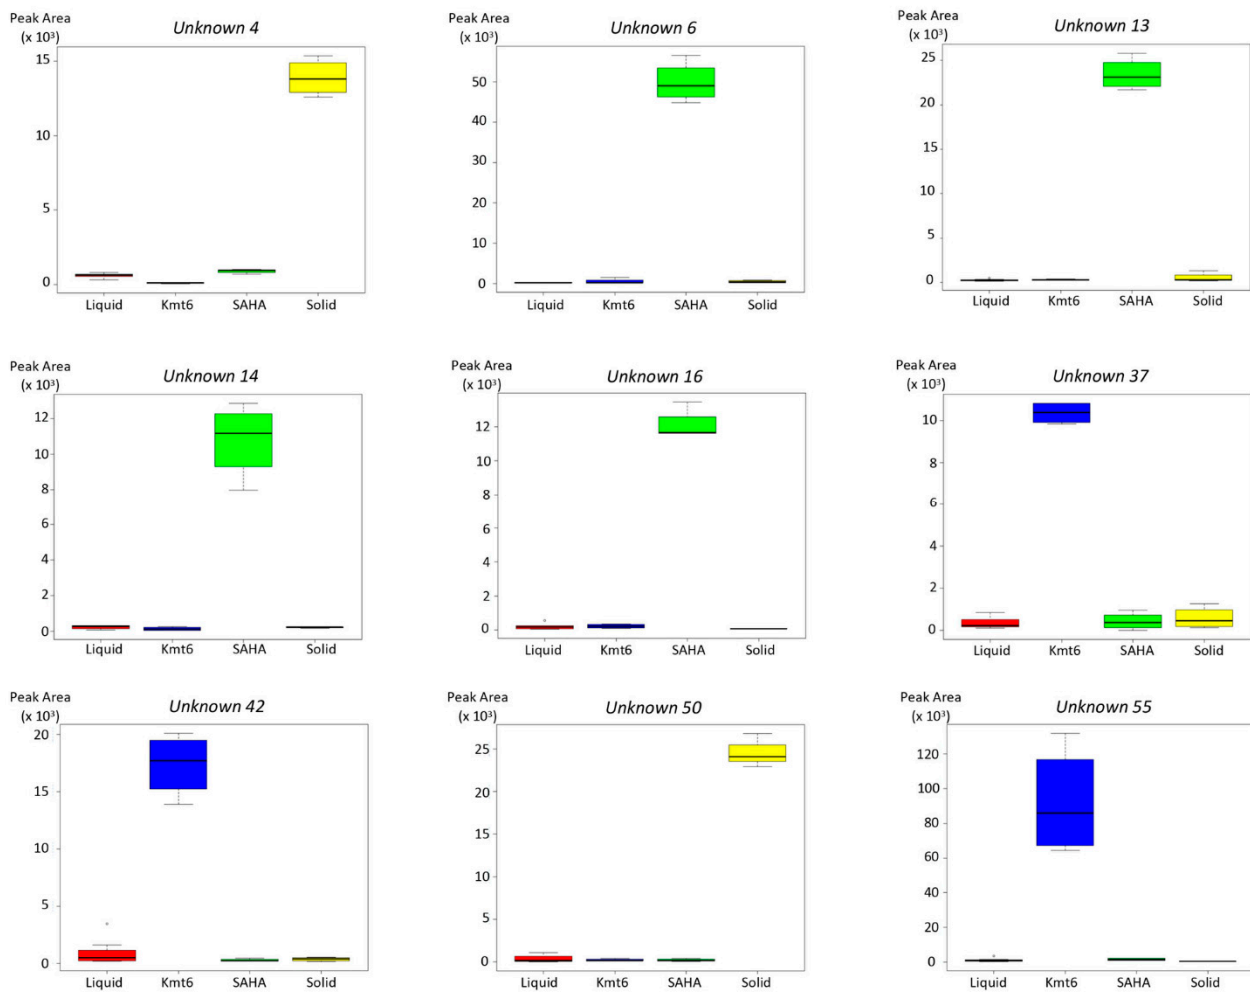 Peak Area
(x 10³)
Unknown 4
15
10
5
0
Liquid Kmt6 SAHA Solid
Peak Area
(x 10³)
Unknown 6
50
40
30
20
10
0
Liquid Kmt6 SAHA Solid
Peak Area
(x 10³)
Unknown 13
25
20
15
10
5
0
Liquid Kmt6 SAHA Solid
Peak Area
(x 10³)
Unknown 14
12
10
8
6
4
2
0
Liquid Kmt6 SAHA Solid
Peak Area
(x 10³)
Unknown 16
12
10
8
6
4
2
0
Liquid Kmt6 SAHA Solid
Peak Area
(x 10³)
Unknown 37
10
8
6
4
2
0
Liquid Kmt6 SAHA Solid
Peak Area
(x 10³)
Unknown 42
20
15
10
5
0
Liquid Kmt6 SAHA Solid
Peak Area
(x 10³)
Unknown 50
25
20
15
10
5
0
Liquid Kmt6 SAHA Solid
Peak Area
(x 10³)
Unknown 55
120
100
80
60
40
20
0
Liquid Kmt6 SAHA Solid